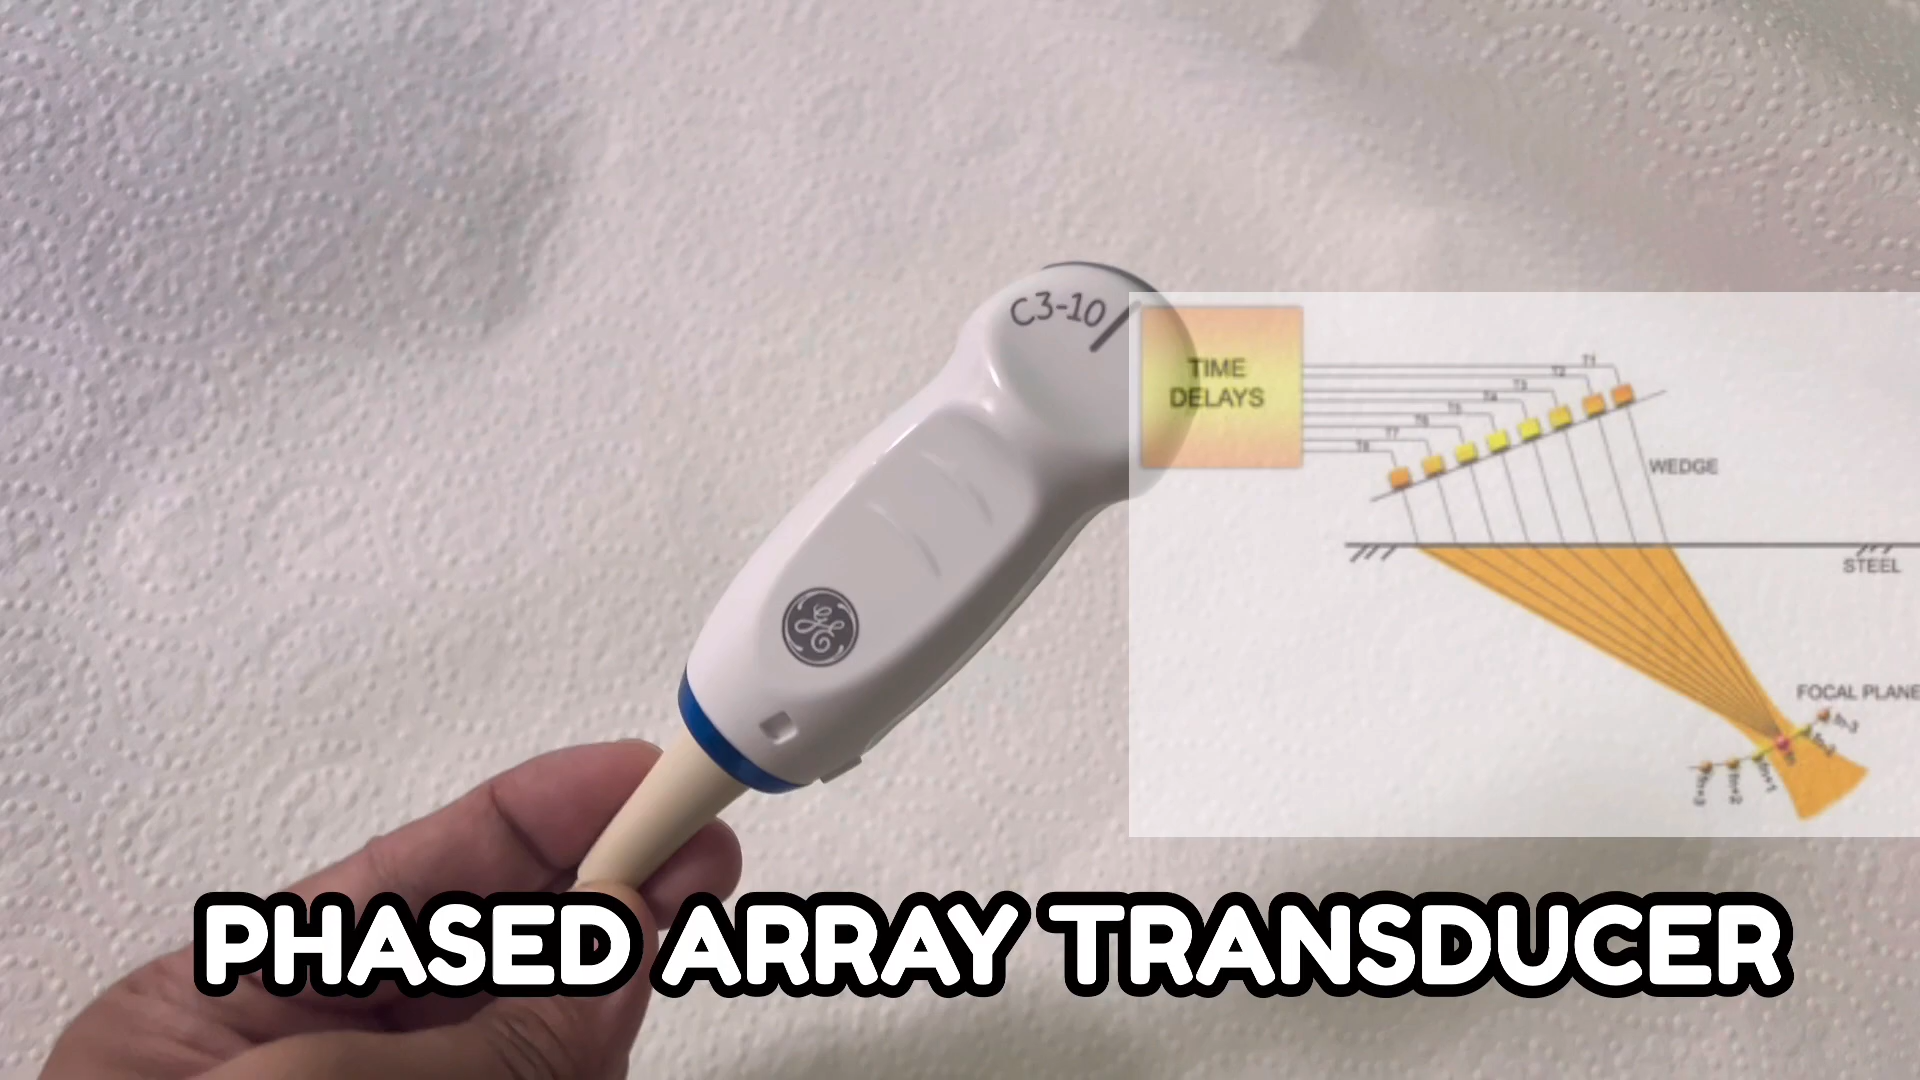 C3-10
TIME
DELAYS
T1
T2
T3
T4
T5
T6
T7
T8
WEDGE
STEEL
FOCAL PLANE
PHASED ARRAY TRANSDUCER